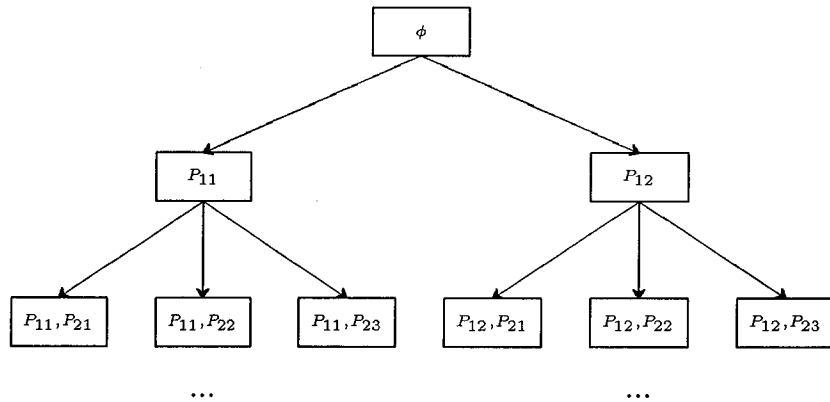 ϕ
P₁₁ P₁₂
P₁₁, P₂₁ P₁₁, P₂₂ P₁₁, P₂₃ P₁₂, P₂₁ P₁₂, P₂₂ P₁₂, P₂₃
... ...